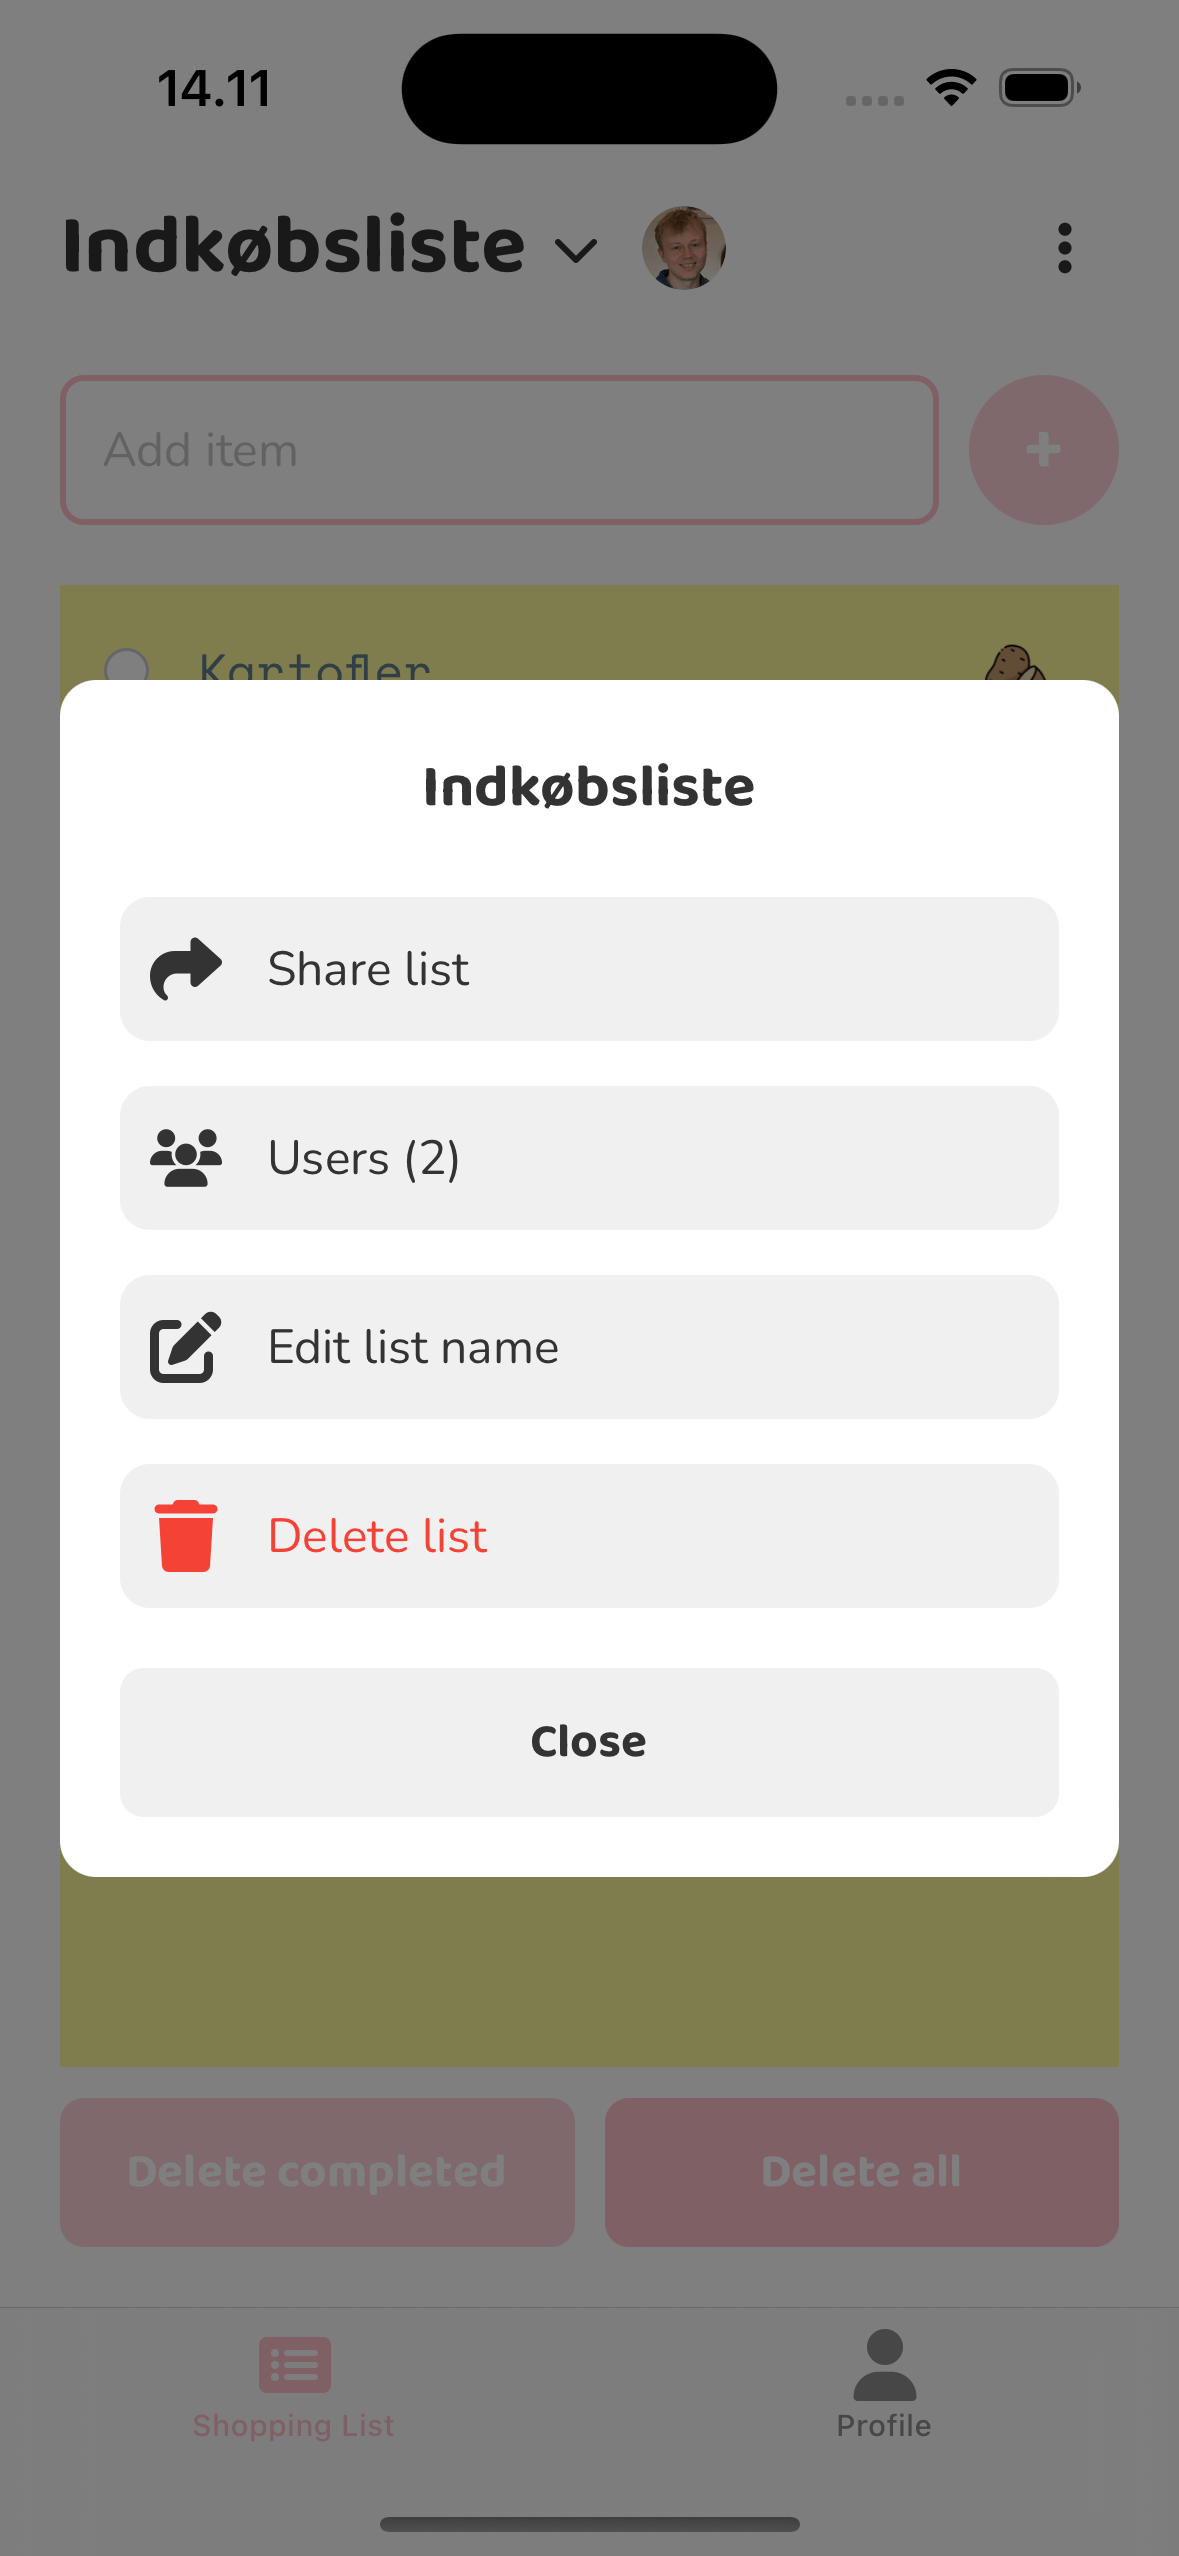 14.11
Indkøbsliste
Add item
Kartofler
Indkøbsliste
Share list
Users (2)
Edit list name
Delete list
Close
Delete completed
Delete all
Shopping List
Profile